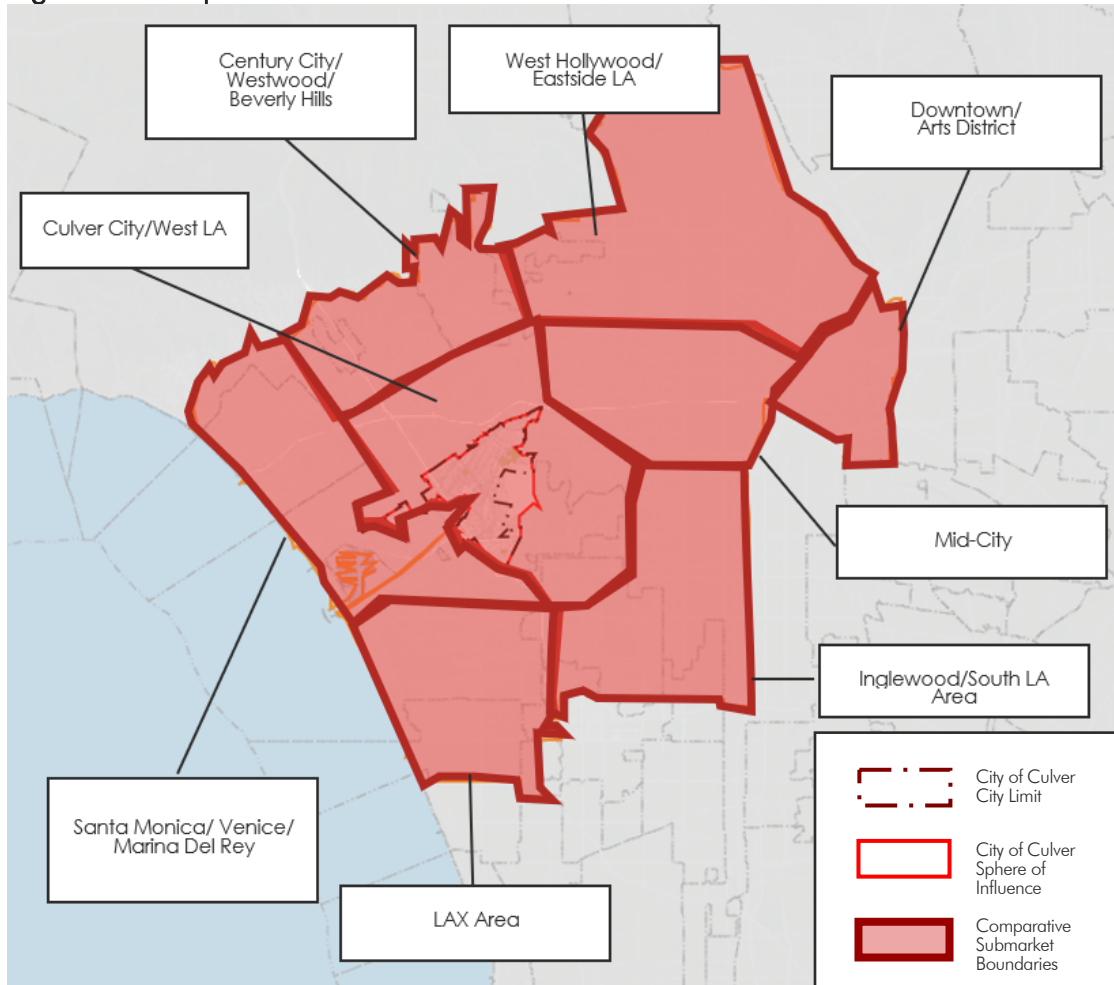 Century City/
Westwood/
Beverly Hills
West Hollywood/
Eastside LA
Downtown/
Arts District
Culver City/West LA
Mid-City
Inglewood/South LA
Area
Santa Monica/ Venice/
Marina Del Rey
LAX Area
City of Culver
City Limit
City of Culver
Sphere of
Influence
Comparative
Submarket
Boundaries